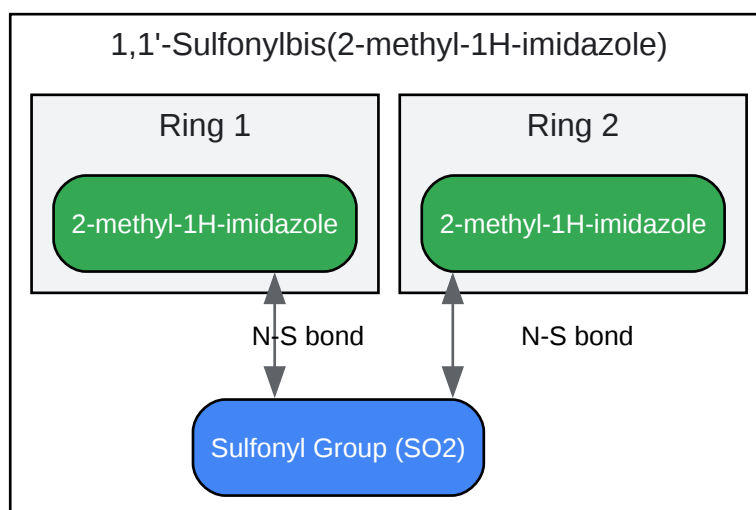 1,1'-Sulfonylbis(2-methyl-1H-imidazole)
Ring 1
Ring 2
2-methyl-1H-imidazole
2-methyl-1H-imidazole
N-S bond
N-S bond
Sulfonyl Group (SO2)